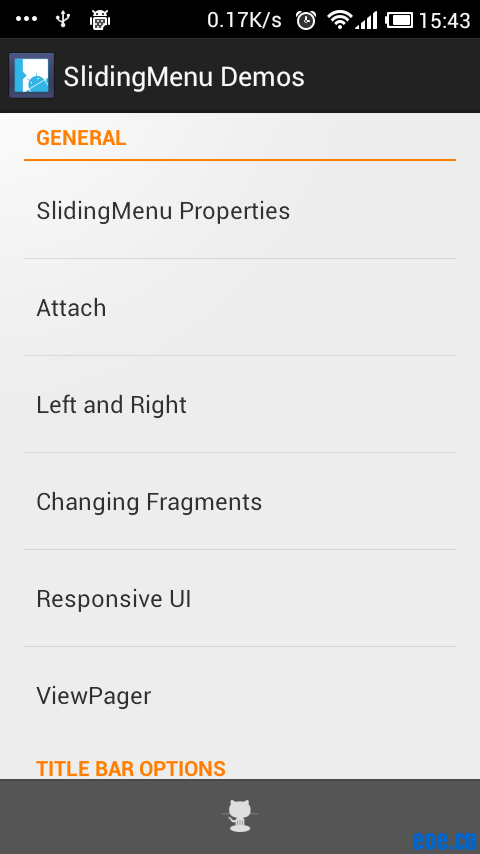 0.17K/s 15:43
SlidingMenu Demos
GENERAL
SlidingMenu Properties
Attach
Left and Right
Changing Fragments
Responsive UI
ViewPager
TITLE BAR OPTIONS
eoe.cn